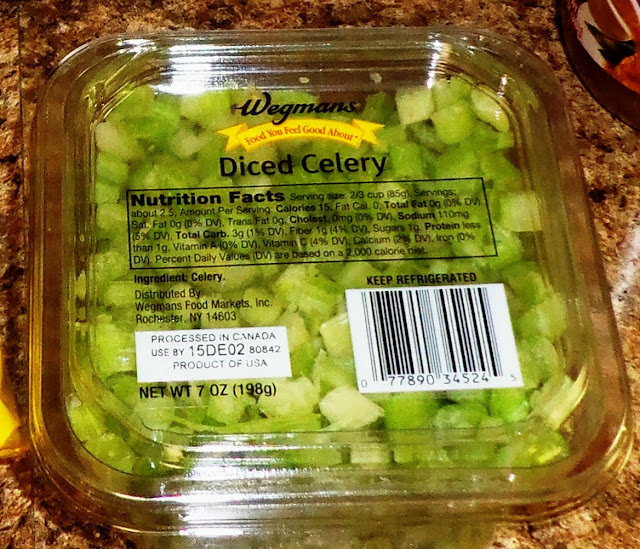 Wegmans
Food You Feel Good About
Diced Celery
Nutrition Facts Serving size: 2/3 cup (85g), Servings:
about 2.5, Amount Per Serving: Calories 15, Fat Cal. 0, Total Fat 0g (0% DV),
Sat. Fat 0g (0% DV), Trans Fat 0g, Cholest. 0mg (0% DV), Sodium 110mg
(5% DV), Total Carb. 3g (1% DV), Fiber 1g (4% DV), Sugars 1g, Protein less
than 1g, Vitamin A (0% DV), Vitamin C (4% DV), Calcium (2% DV), Iron (0%
DV). Percent Daily Values (DV) are based on a 2,000 calorie diet.
Ingredient: Celery.
Distributed By
Wegmans Food Markets, Inc.
Rochester, NY 14603
KEEP REFRIGERATED
PROCESSED IN CANADA
USE BY 15DE02 80842
PRODUCT OF USA
0 77890 34524 5
NET WT 7 OZ (198g)